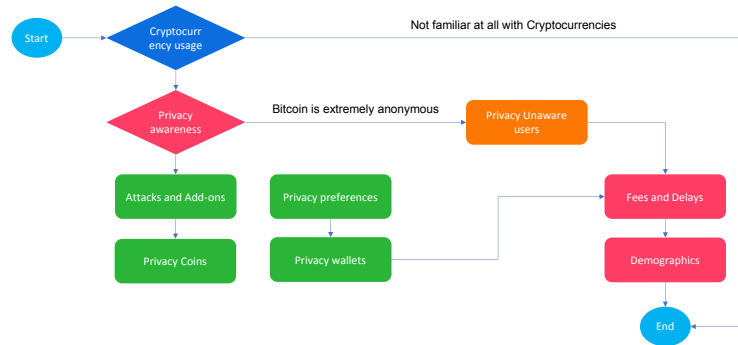 Not familiar at all with Cryptocurrencies
Start
Cryptocurr
ency usage
Bitcoin is extremely anonymous
Privacy
awareness
Privacy Unaware
users
Attacks and Add-ons
Privacy preferences
Fees and Delays
Privacy Coins
Privacy wallets
Demographics
End